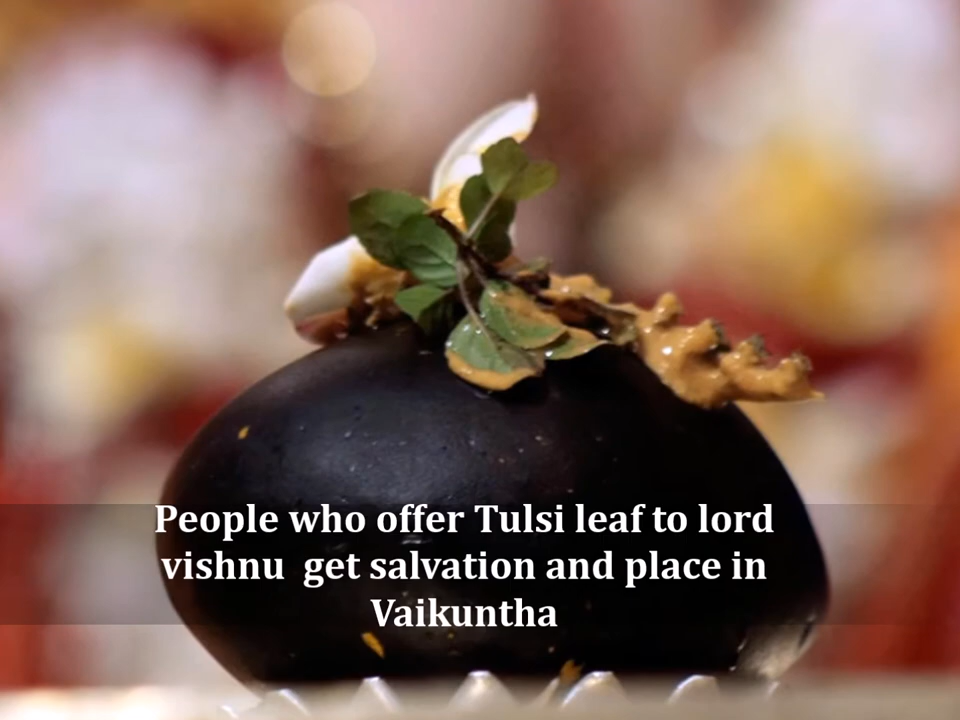 People who offer Tulsi leaf to lord
vishnu  get salvation and place in
Vaikuntha